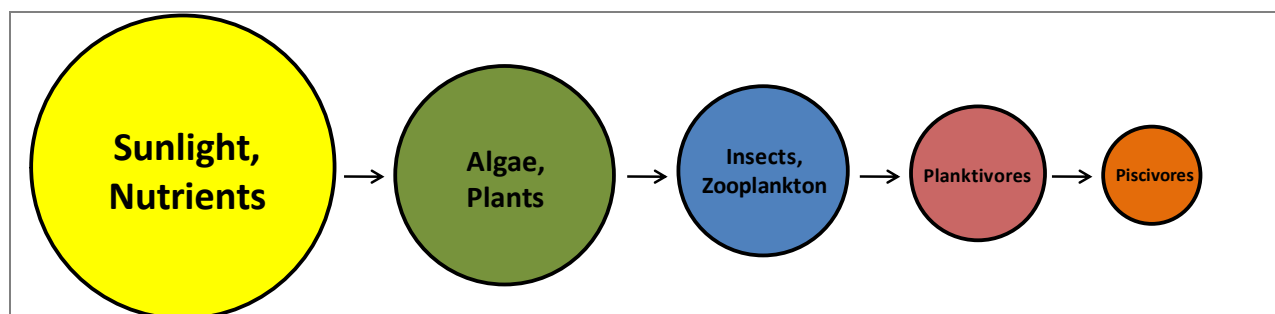 Sunlight,
Nutrients
Algae,
Plants
Insects,
Zooplankton
Planktivores
Piscivores